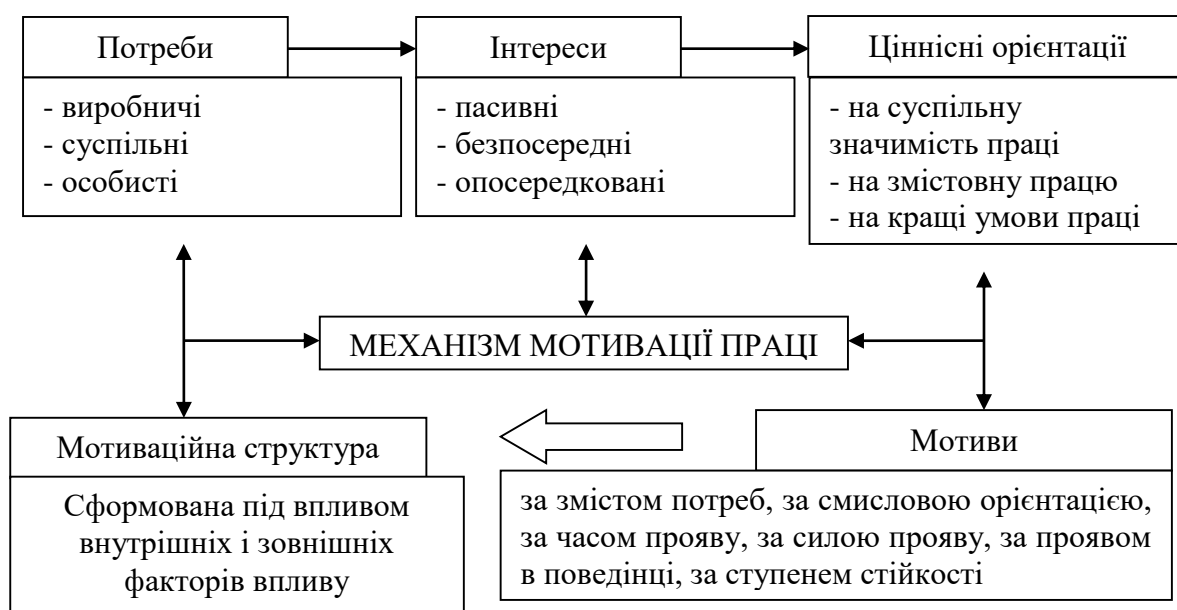 Потреби
- виробничі
- суспільні
- особисті
Інтереси
- пасивні
- безпосередні
- опосередковані
Ціннісні орієнтації
- на суспільну
значимість праці
- на змістовну працю
- на кращі умови праці
МЕХАНІЗМ МОТИВАЦІЇ ПРАЦІ
Мотиваційна структура
Сформована під впливом
внутрішніх і зовнішніх
факторів впливу
Мотиви
за змістом потреб, за смисловою орієнтацією,
за часом прояву, за силою прояву, за проявом
в поведінці, за ступенем стійкості